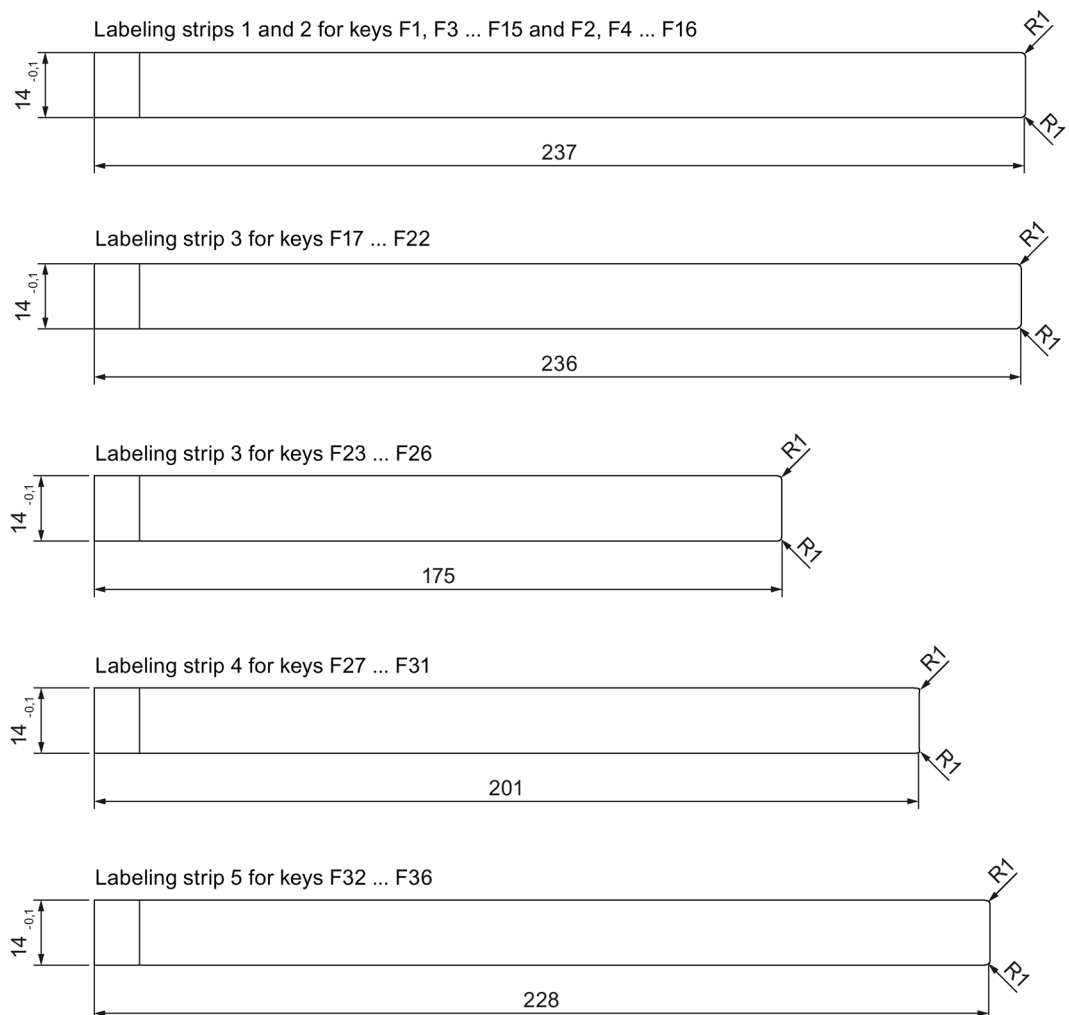 Labeling strips 1 and 2 for keys F1, F3 ... F15 and F2, F4 ... F16
R1
14 -0,1
R1
237
Labeling strip 3 for keys F17 ... F22
R1
14 -0,1
R1
236
Labeling strip 3 for keys F23 ... F26
R1
14 -0,1
R1
175
Labeling strip 4 for keys F27 ... F31
R1
14 -0,1
R1
201
Labeling strip 5 for keys F32 ... F36
R1
14 -0,1
R1
228